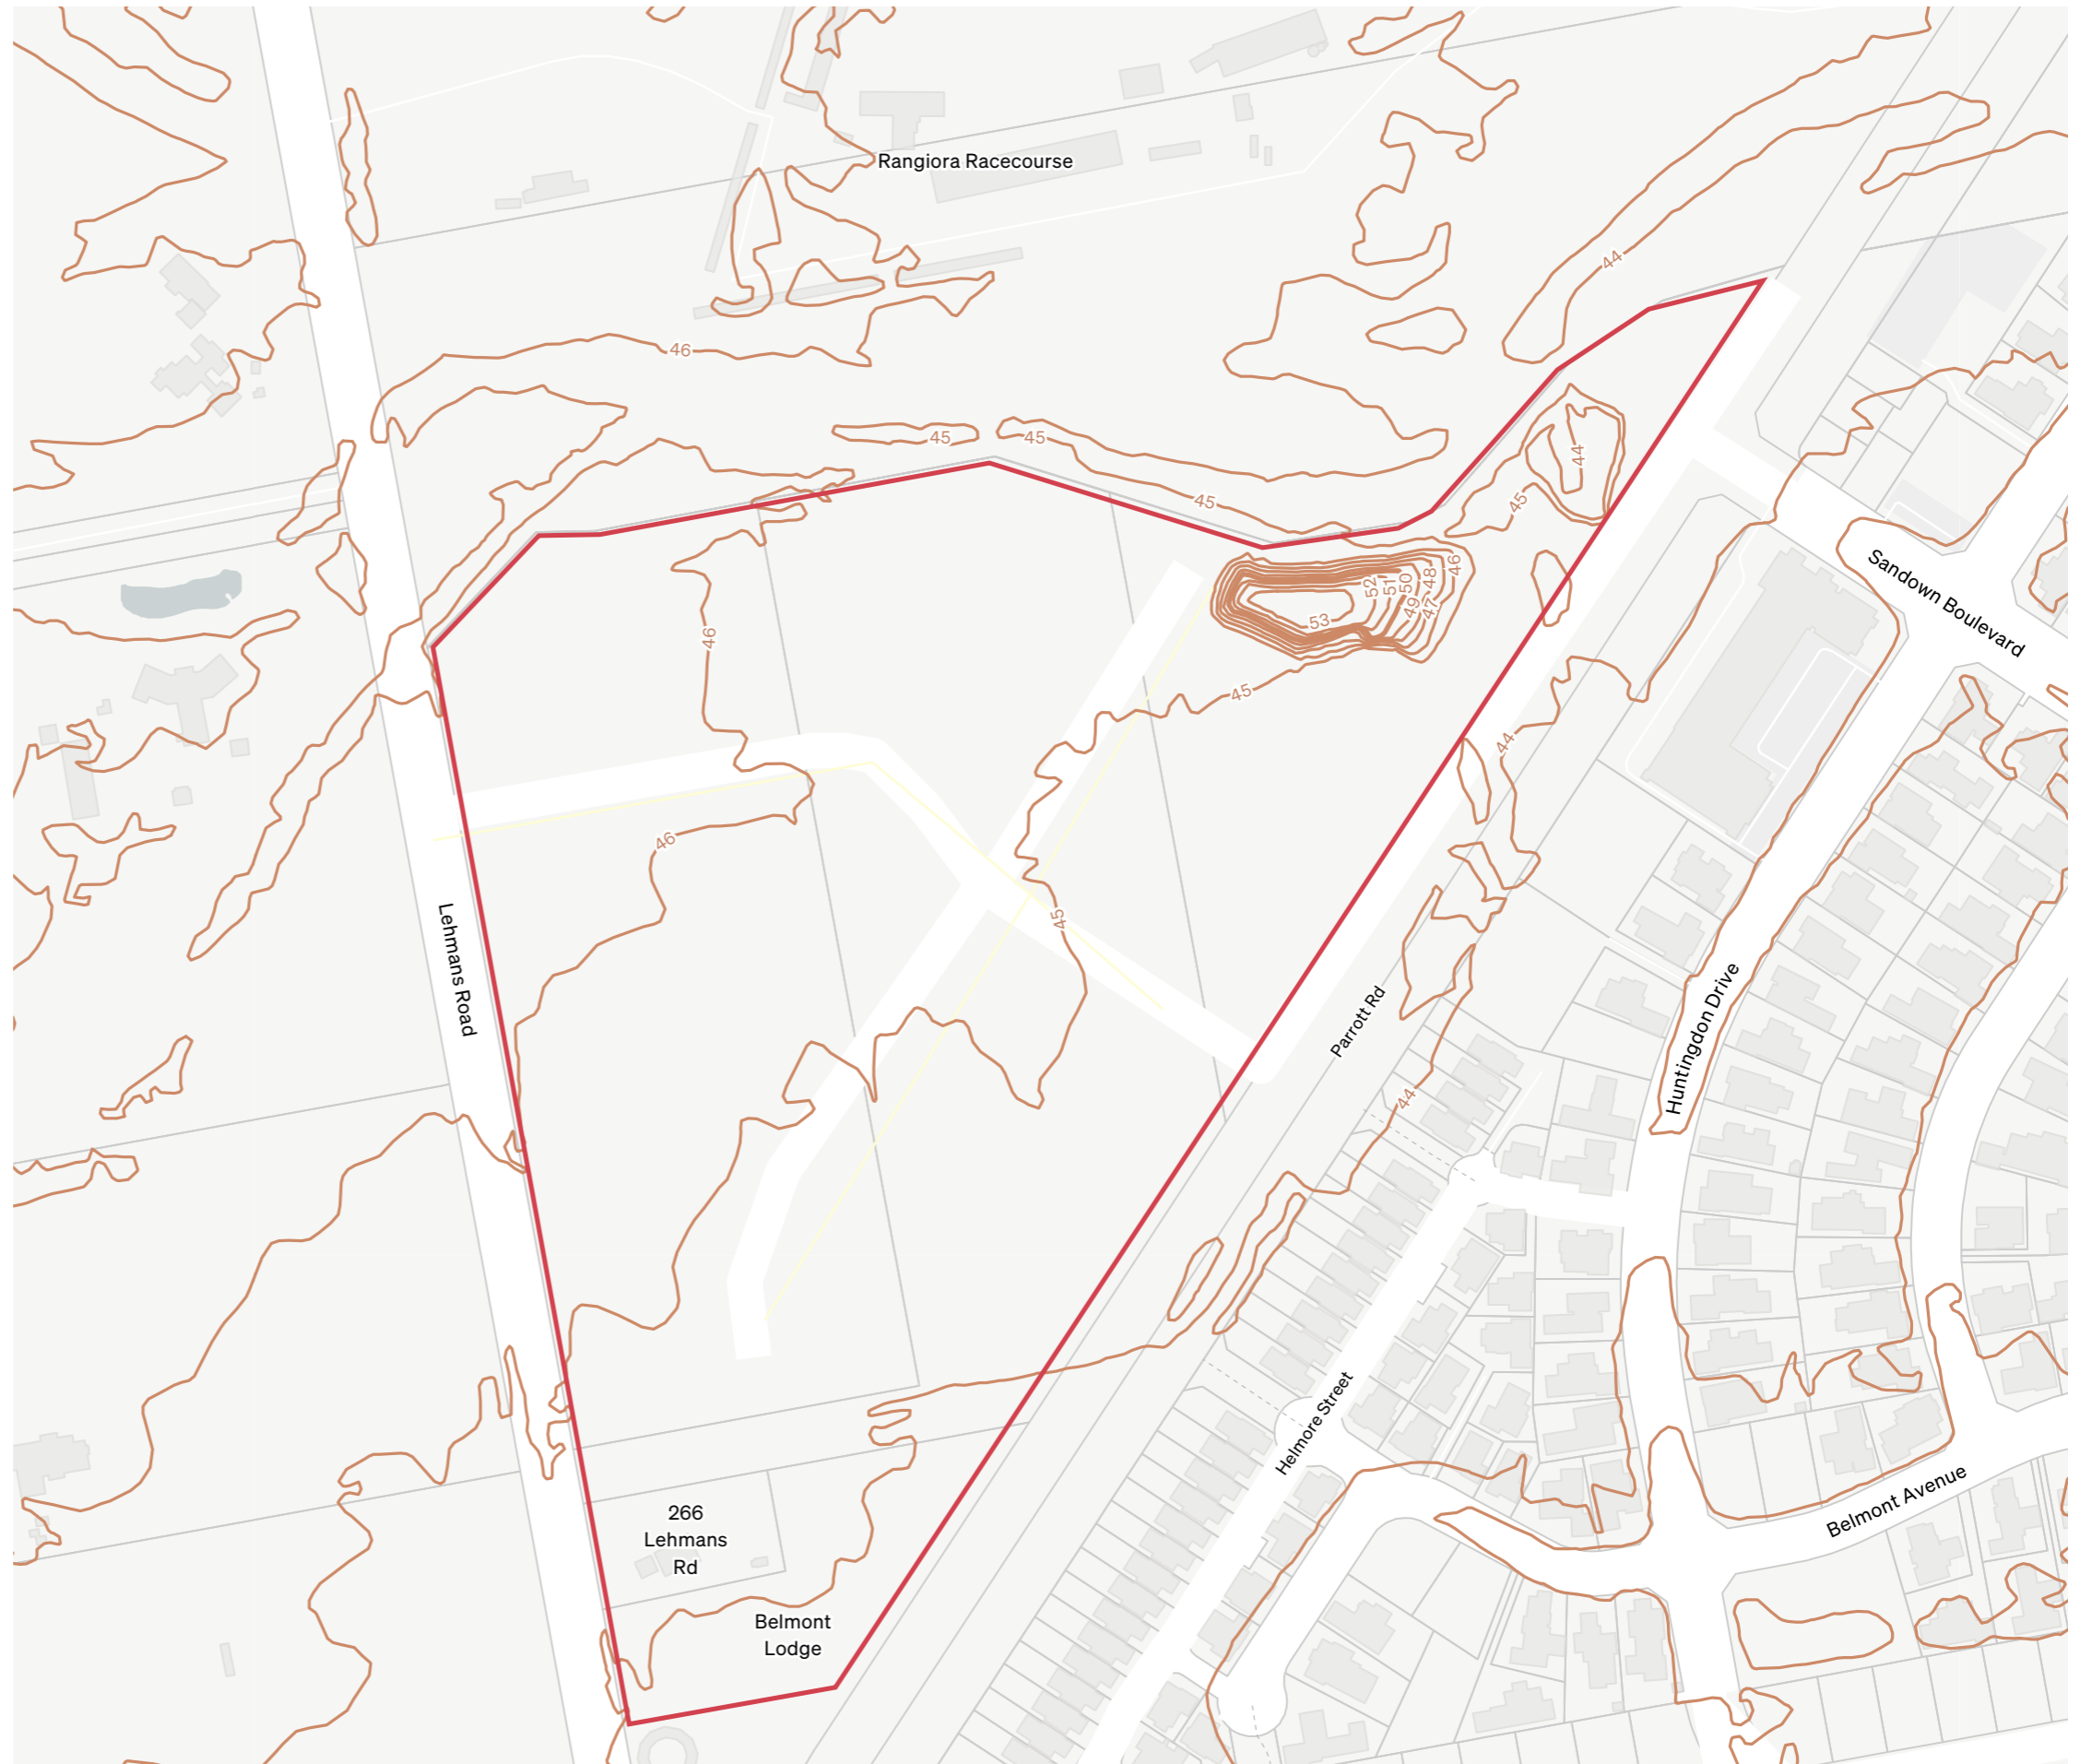 Rangiora Racecourse
44
46
45
45
45
45
44
46
48
50
51
52
49
47
53
46
45
Sandown Boulevard
44
46
45
Lehmans Road
Parrott Rd
Huntingdon Drive
44
Helmore Street
Belmont Avenue
266
Lehmans
Rd
Belmont
Lodge